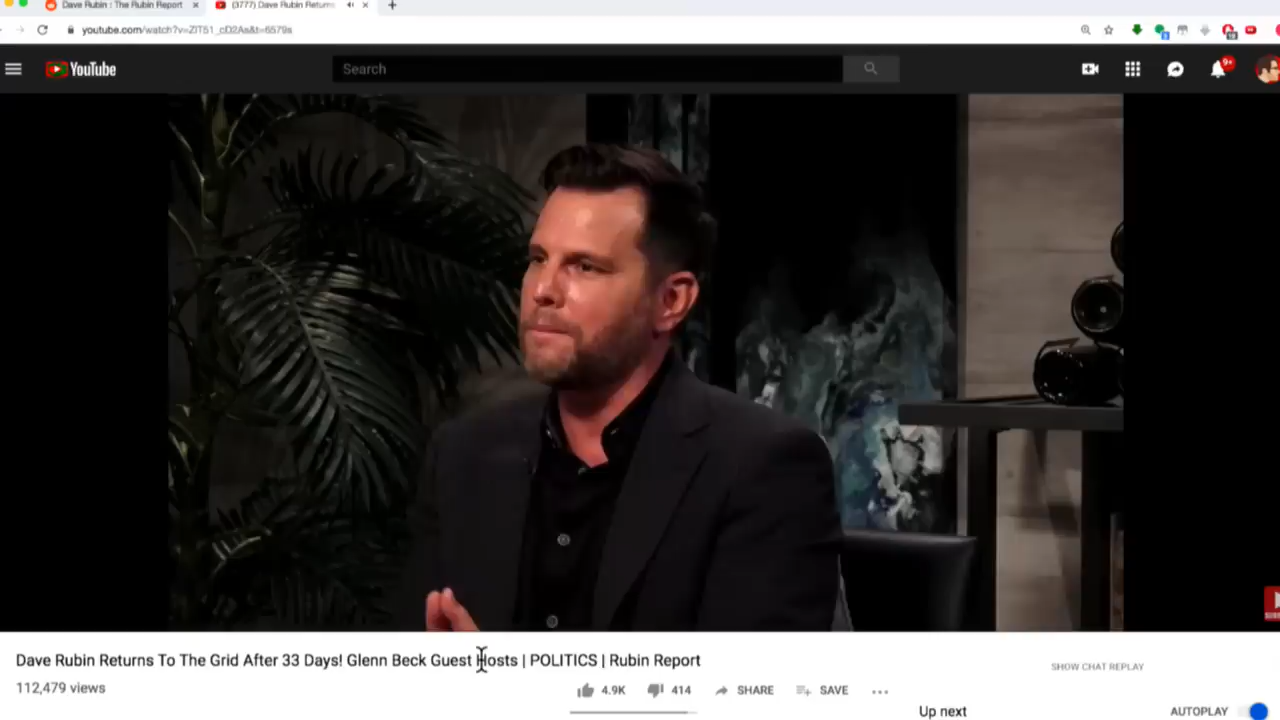 Dave Rubin : The Rubin Report
(3777) Dave Rubin Returns
youtube.com/watch?v=ZIT51_cD2As&t=6579s
YouTube
Search
9+
Dave Rubin Returns To The Grid After 33 Days! Glenn Beck Guest Hosts | POLITICS | Rubin Report
SHOW CHAT REPLAY
112,479 views
4.9K
414
SHARE
SAVE
Up next
AUTOPLAY